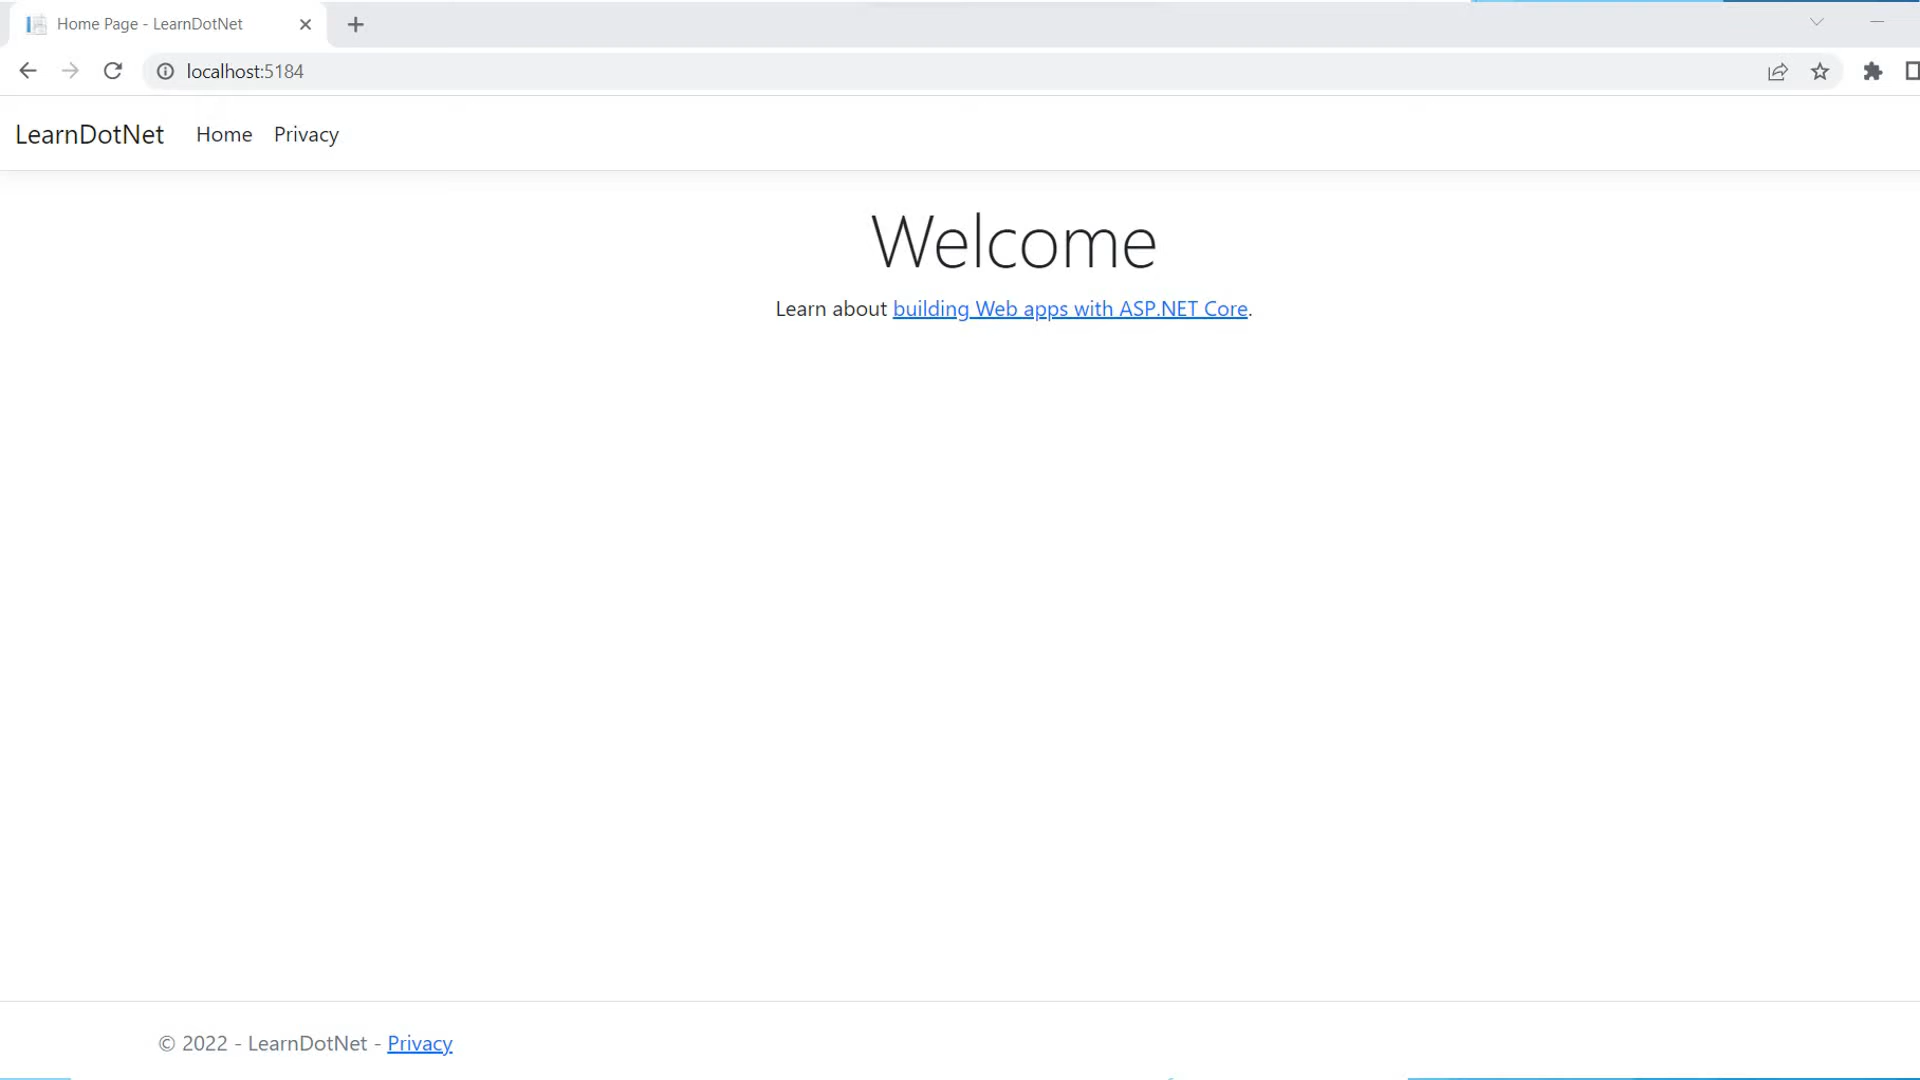 Home Page - LearnDotNet
localhost:5184
LearnDotNet Home Privacy
Welcome
Learn about building Web apps with ASP.NET Core.
© 2022 - LearnDotNet - Privacy